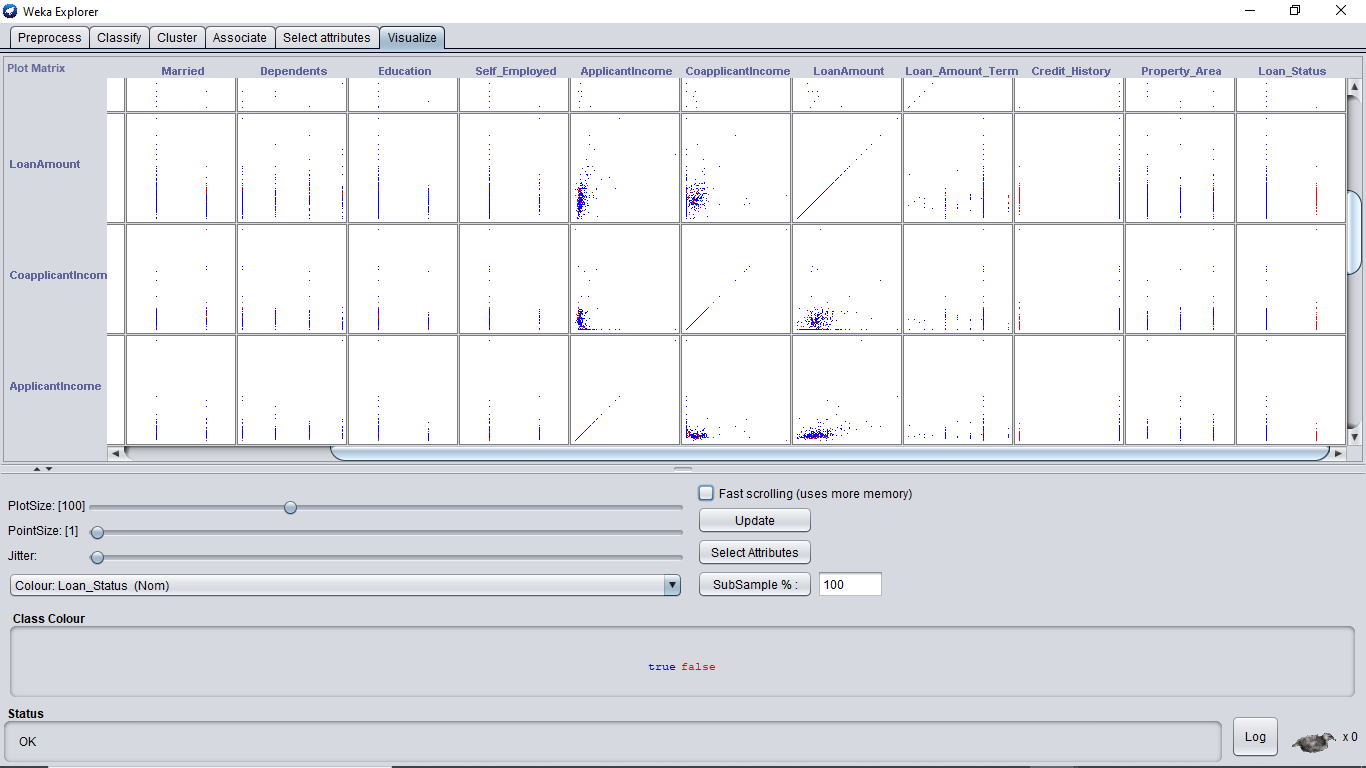 Weka Explorer
Preprocess Classify Cluster Associate Select attributes Visualize
Plot Matrix Married Dependents Education Self_Employed ApplicantIncome CoapplicantIncome LoanAmount Loan_Amount_Term Credit_History Property_Area Loan_Status
LoanAmount
CoapplicantIncom
ApplicantIncome
PlotSize: [100]
Fast scrolling (uses more memory)
PointSize: [1]
Update
Jitter:
Select Attributes
Colour: Loan_Status (Nom)
SubSample % : 100
Class Colour
true false
Status
OK
Log
x 0